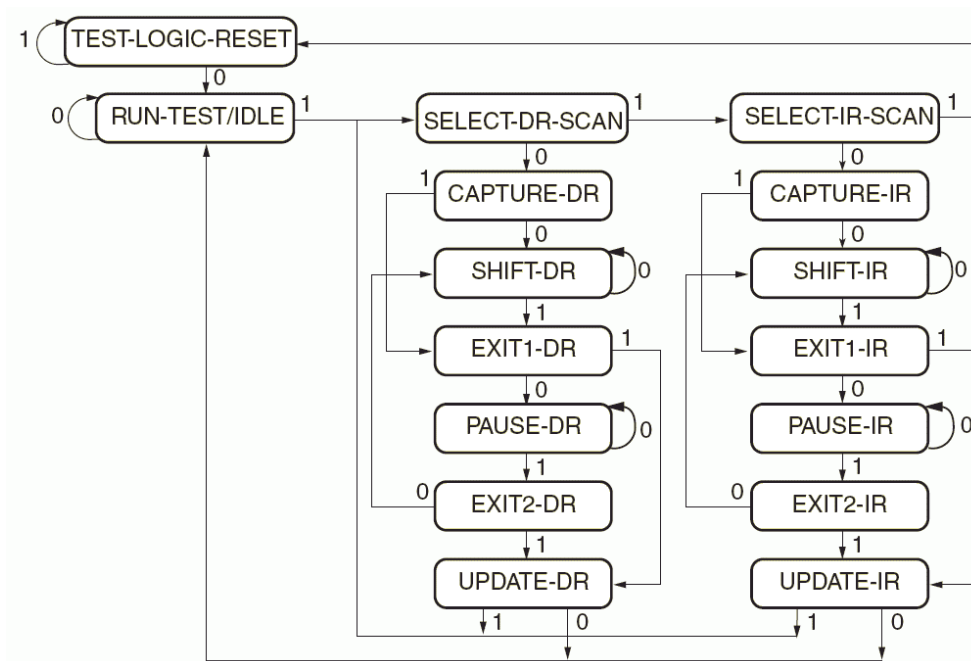 1 TEST-LOGIC-RESET
0
0 RUN-TEST/IDLE 1
SELECT-DR-SCAN 1
SELECT-IR-SCAN 1
0 0
1 CAPTURE-DR
1 CAPTURE-IR
0 0
SHIFT-DR 0
SHIFT-IR 0
1 1
EXIT1-DR 1
EXIT1-IR 1
0 0
PAUSE-DR 0
PAUSE-IR 0
1 1
0 EXIT2-DR
0 EXIT2-IR
1 1
UPDATE-DR
UPDATE-IR
1 0 1 0